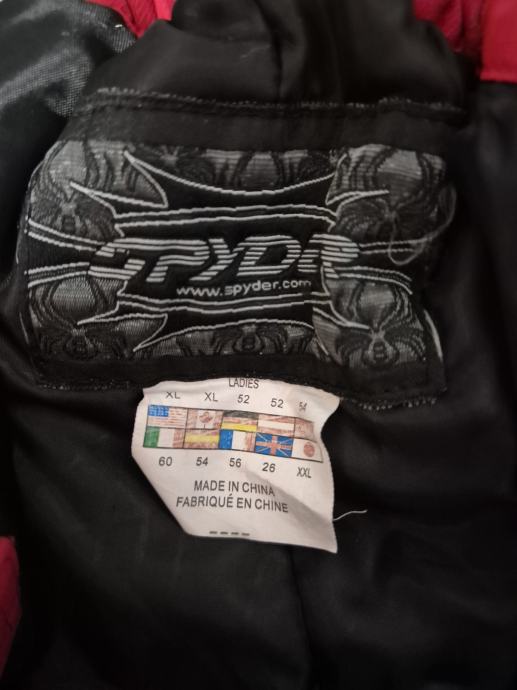 SPYDER
www.spyder.com
LADIES
XL XL 52 52 54
60 54 56 26 XXL
MADE IN CHINA
FABRIQUÉ EN CHINE